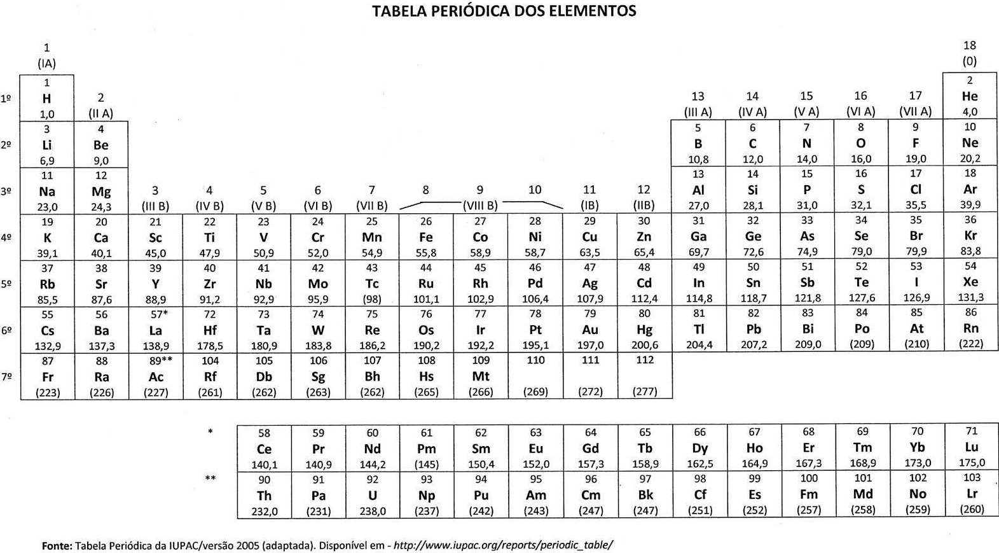 TABELA PERIÓDICA DOS ELEMENTOS
1 18
(IA) (0)
1 2
1º H 2 13 14 15 16 17 He
1,0 (II A) (III A) (IV A) (V A) (VI A) (VII A) 4,0
3 4 5 6 7 8 9 10
2º Li Be B C N O F Ne
6,9 9,0 10,8 12,0 14,0 16,0 19,0 20,2
11 12 13 14 15 16 17 18
3º Na Mg 3 4 5 6 7 8 9 10 11 12 Al Si P S Cl Ar
23,0 24,3 (III B) (IV B) (V B) (VI B) (VII B) (VIII B) (IB) (IIB) 27,0 28,1 31,0 32,1 35,5 39,9
19 20 21 22 23 24 25 26 27 28 29 30 31 32 33 34 35 36
4º K Ca Sc Ti V Cr Mn Fe Co Ni Cu Zn Ga Ge As Se Br Kr
39,1 40,1 45,0 47,9 50,9 52,0 54,9 55,8 58,9 58,7 63,5 65,4 69,7 72,6 74,9 79,0 79,9 83,8
37 38 39 40 41 42 43 44 45 46 47 48 49 50 51 52 53 54
5º Rb Sr Y Zr Nb Mo Tc Ru Rh Pd Ag Cd In Sn Sb Te I Xe
85,5 87,6 88,9 91,2 92,9 95,9 (98) 101,1 102,9 106,4 107,9 112,4 114,8 118,7 121,8 127,6 126,9 131,3
55 56 57* 72 73 74 75 76 77 78 79 80 81 82 83 84 85 86
6º Cs Ba La Hf Ta W Re Os Ir Pt Au Hg Tl Pb Bi Po At Rn
132,9 137,3 138,9 178,5 180,9 183,8 186,2 190,2 192,2 195,1 197,0 200,6 204,4 207,2 209,0 (209) (210) (222)
87 88 89** 104 105 106 107 108 109 110 111 112
7º Fr Ra Ac Rf Db Sg Bh Hs Mt
(223) (226) (227) (261) (262) (263) (262) (265) (266) (269) (272) (277)
* 58 59 60 61 62 63 64 65 66 67 68 69 70 71
Ce Pr Nd Pm Sm Eu Gd Tb Dy Ho Er Tm Yb Lu
140,1 140,9 144,2 (145) 150,4 152,0 157,3 158,9 162,5 164,9 167,3 168,9 173,0 175,0
** 90 91 92 93 94 95 96 97 98 99 100 101 102 103
Th Pa U Np Pu Am Cm Bk Cf Es Fm Md No Lr
232,0 (231) 238,0 (237) (242) (243) (247) (247) (251) (252) (257) (258) (259) (260)
Fonte: Tabela Periódica da IUPAC/versão 2005 (adaptada). Disponível em - http://www.iupac.org/reports/periodic_table/